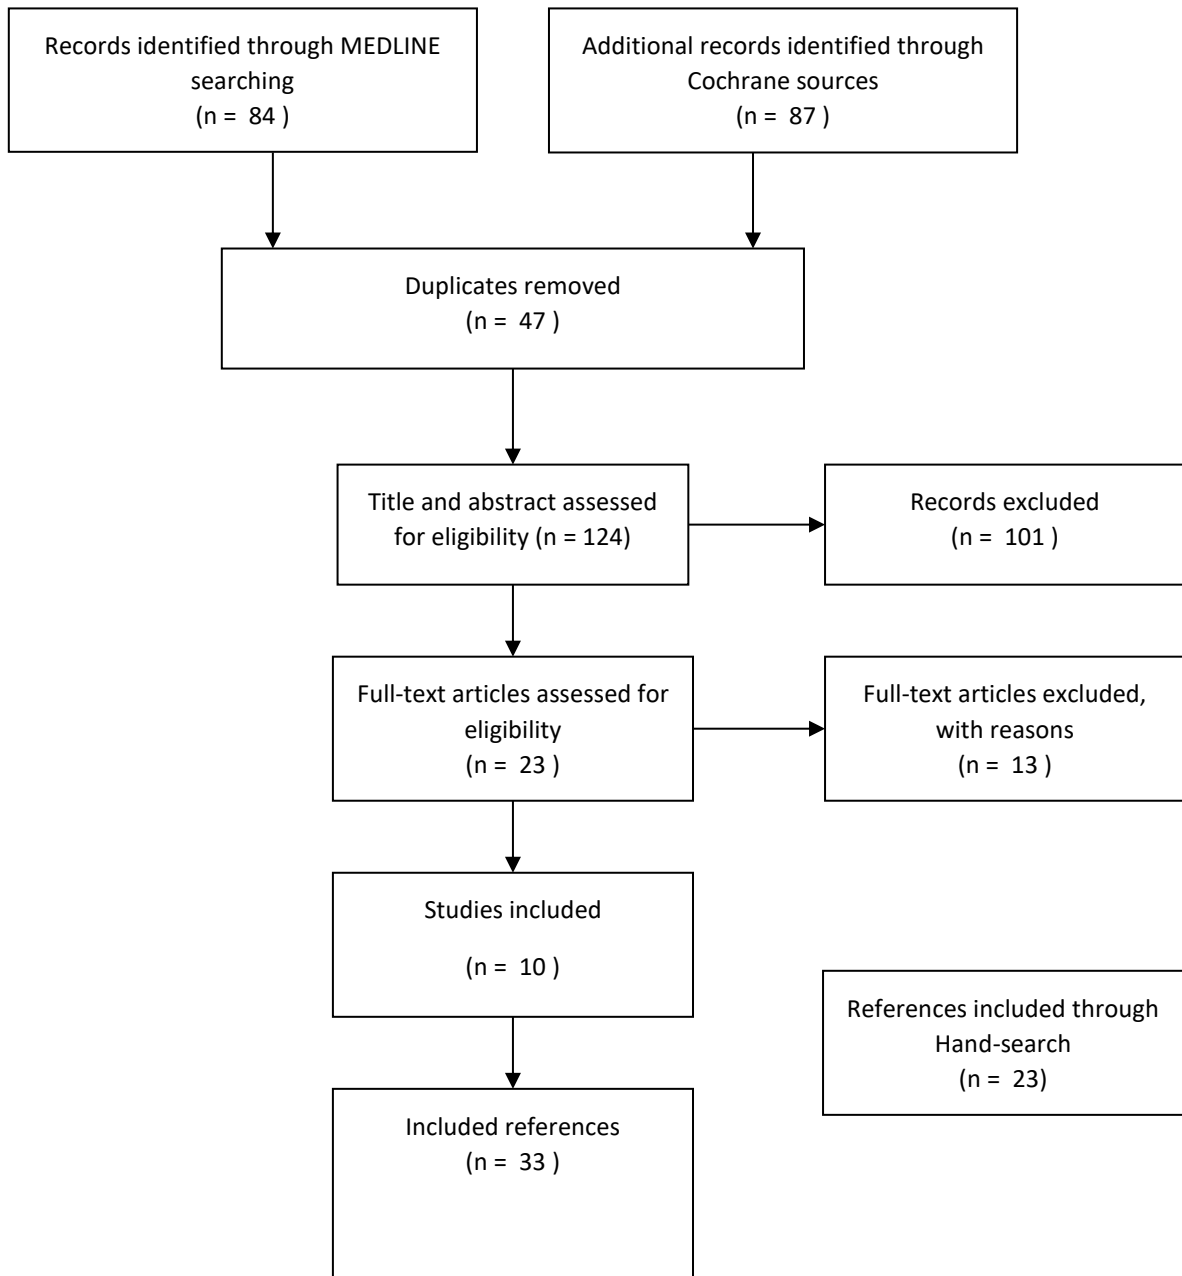 Records identified through MEDLINE
searching
(n = 84 )
Additional records identified through
Cochrane sources
(n = 87 )
Duplicates removed
(n = 47 )
Title and abstract assessed
for eligibility (n = 124)
Records excluded
(n = 101 )
Full-text articles assessed for
eligibility
(n = 23 )
Full-text articles excluded,
with reasons
(n = 13 )
Studies included
(n = 10 )
References included through
Hand-search
(n = 23)
Included references
(n = 33 )